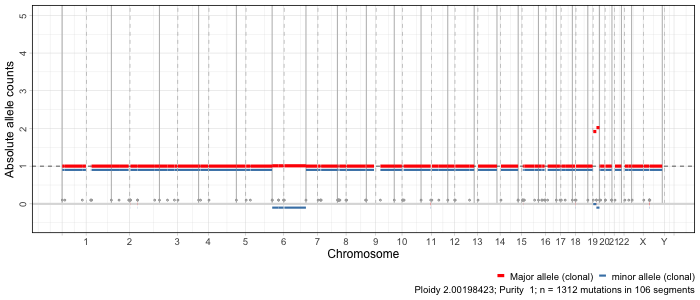 Absolute allele counts
5
4
3
2
1
0
1 2 3 4 5 6 7 8 9 10 11 12 13 14 15 16 17 18 19 20 21 22 X Y
Chromosome
Major allele (clonal) minor allele (clonal)
Ploidy 2.00198423; Purity 1; n = 1312 mutations in 106 segments